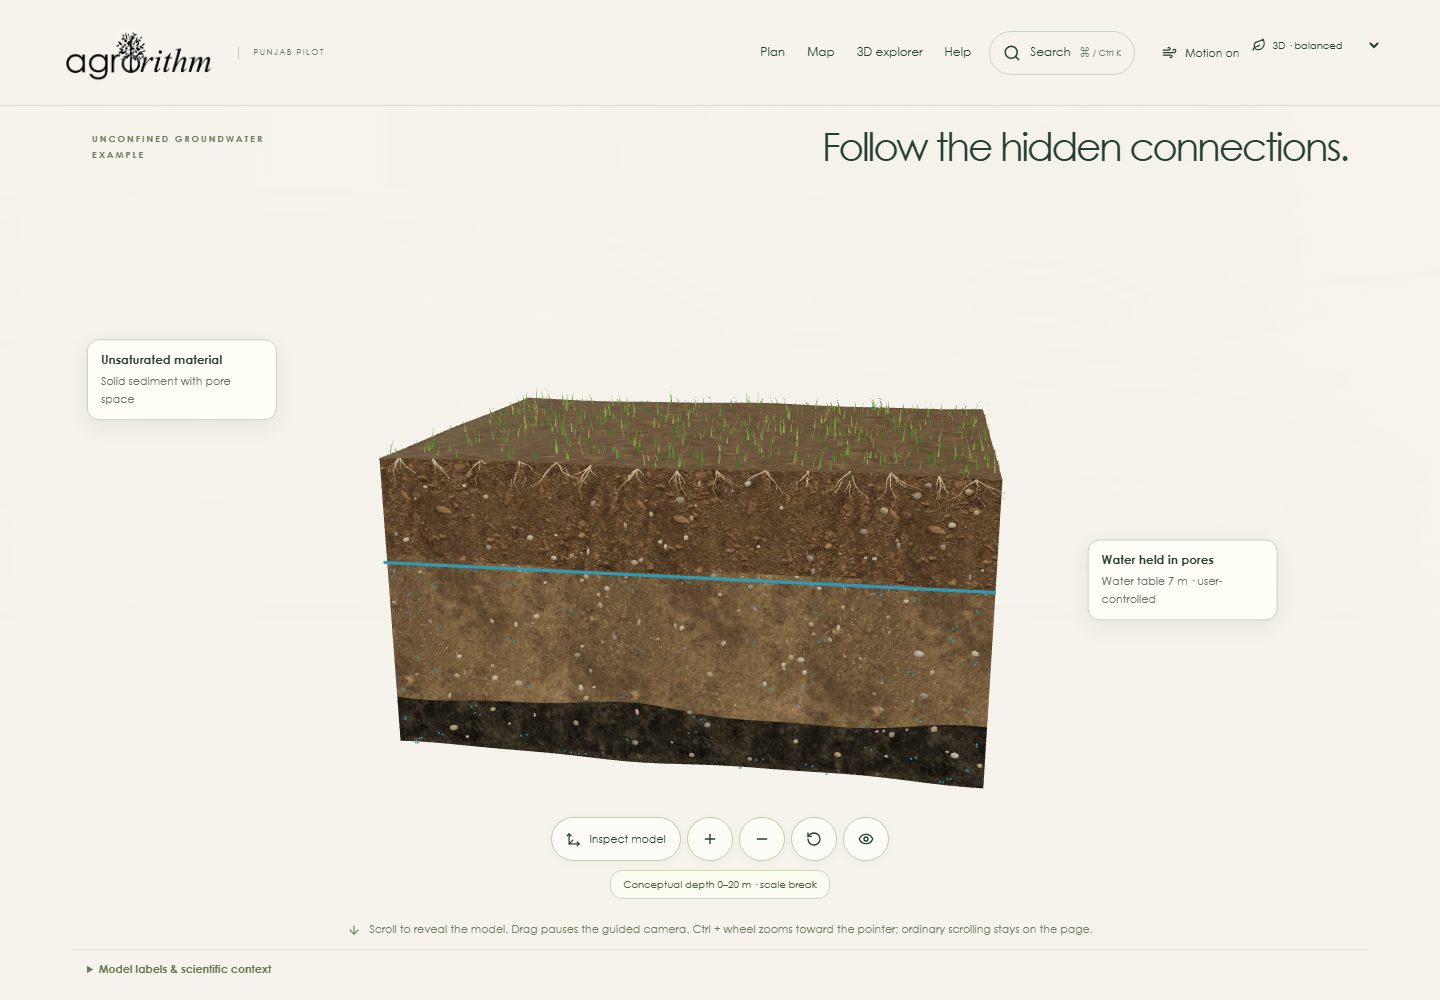 agrorithm
PUNJAB PILOT
Plan
Map
3D explorer
Help
Search ⌘ / Ctrl K
Motion on
3D · balanced
UNCONFINED GROUNDWATER
EXAMPLE
Follow the hidden connections.
Unsaturated material
Solid sediment with pore
space
Water held in pores
Water table 7 m · user-
controlled
Inspect model
Conceptual depth 0–20 m · scale break
Scroll to reveal the model. Drag pauses the guided camera. Ctrl + wheel zooms toward the pointer; ordinary scrolling stays on the page.
Model labels & scientific context